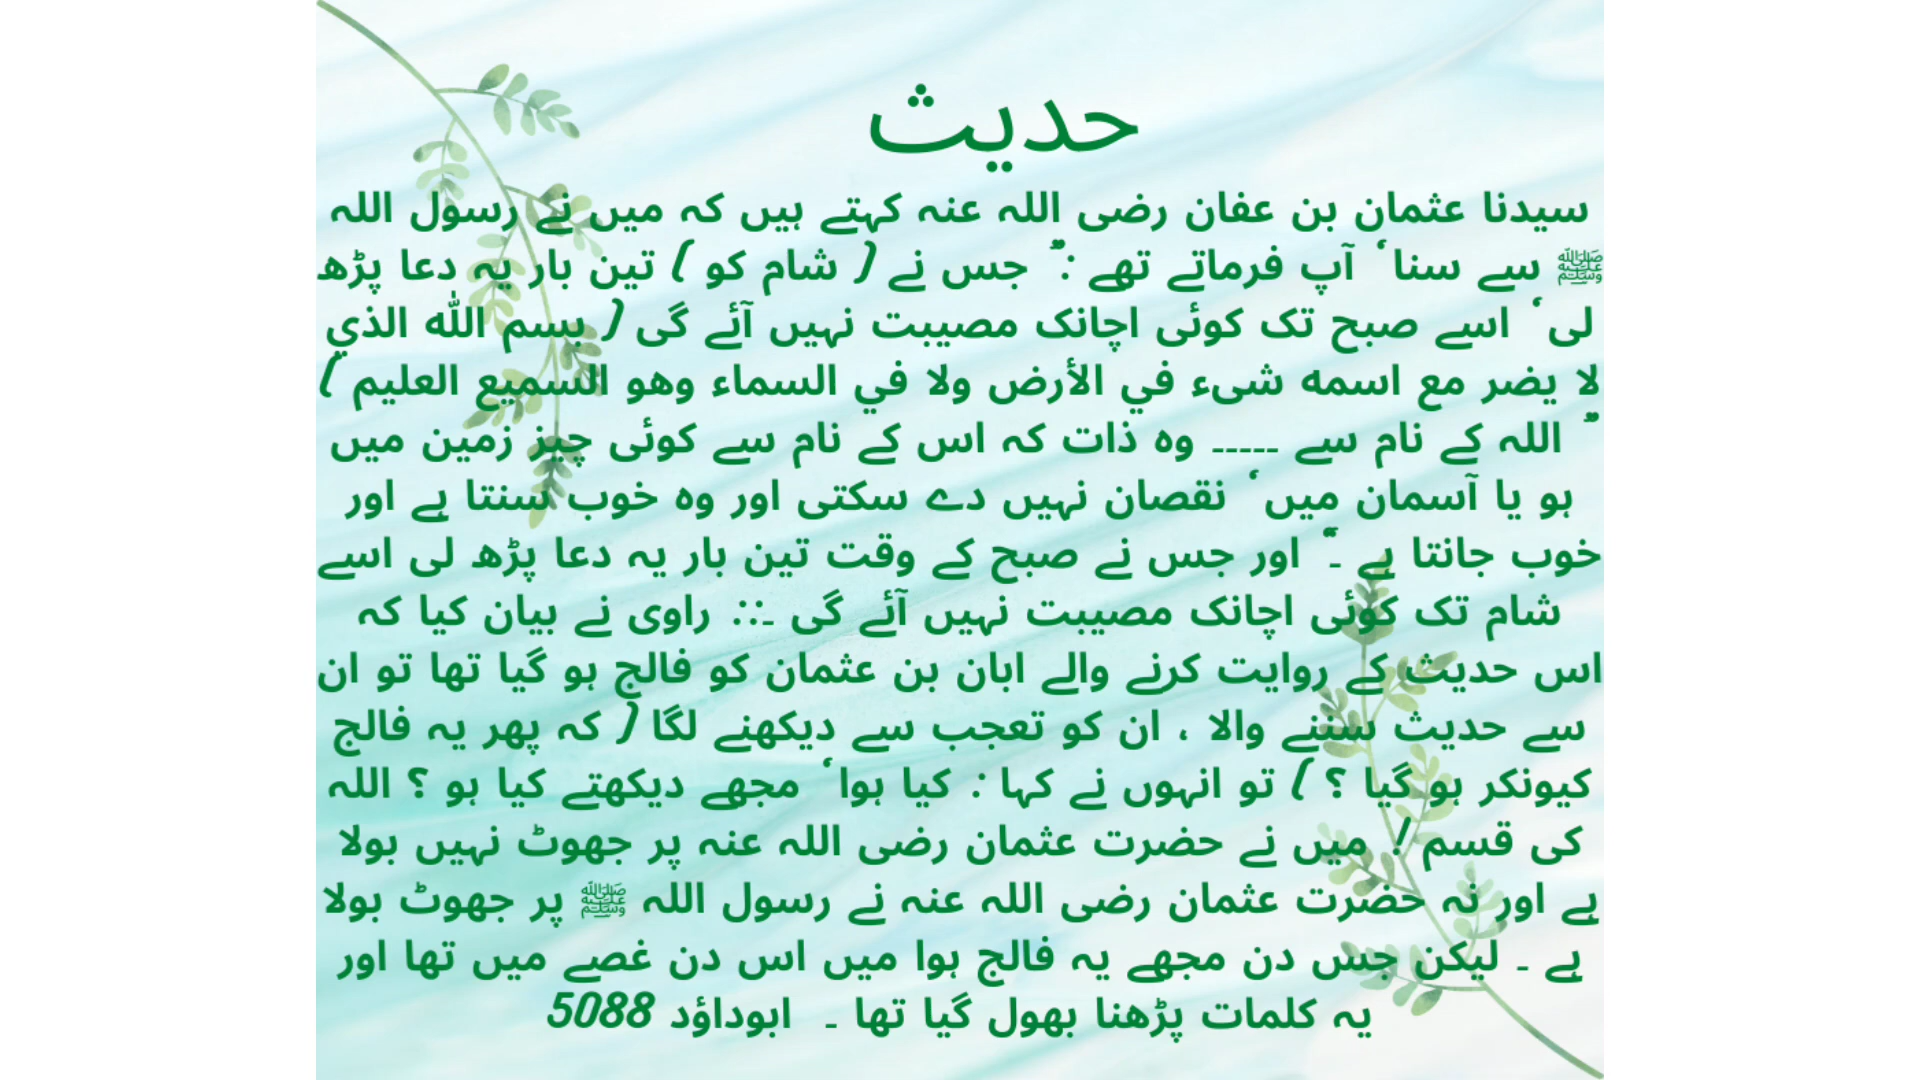 حدیث
سیدنا عثمان بن عفان رضی اللہ عنہ کہتے ہیں کہ میں نے رسول اللہ
ﷺ سے سنا ‘ آپ فرماتے تھے :’’ جس نے ( شام کو ) تین بار یہ دعا پڑھ
لی ‘ اسے صبح تک کوئی اچانک مصیبت نہیں آئے گی ( بسم الله الذي
لا يضر مع اسمه شىء في الأرض ولا في السماء وهو السميع العليم )
’’ اللہ کے نام سے ۔۔۔۔۔ وہ ذات کہ اس کے نام سے کوئی چیز زمین میں
ہو یا آسمان میں ‘ نقصان نہیں دے سکتی اور وہ خوب سنتا ہے اور
خوب جانتا ہے ۔‘‘ اور جس نے صبح کے وقت تین بار یہ دعا پڑھ لی اسے
شام تک کوئی اچانک مصیبت نہیں آئے گی ۔:: راوی نے بیان کیا کہ
اس حدیث کے روایت کرنے والے ابان بن عثمان کو فالج ہو گیا تھا تو ان
سے حدیث سننے والا ، ان کو تعجب سے دیکھنے لگا ( کہ پھر یہ فالج
کیونکر ہو گیا ؟ ) تو انہوں نے کہا : کیا ہوا ‘ مجھے دیکھتے کیا ہو ؟ اللہ
کی قسم ! میں نے حضرت عثمان رضی اللہ عنہ پر جھوٹ نہیں بولا
ہے اور نہ حضرت عثمان رضی اللہ عنہ نے رسول اللہ ﷺ پر جھوٹ بولا
ہے ۔ لیکن جس دن مجھے یہ فالج ہوا میں اس دن غصے میں تھا اور
یہ کلمات پڑھنا بھول گیا تھا ۔ ابوداؤد 5088